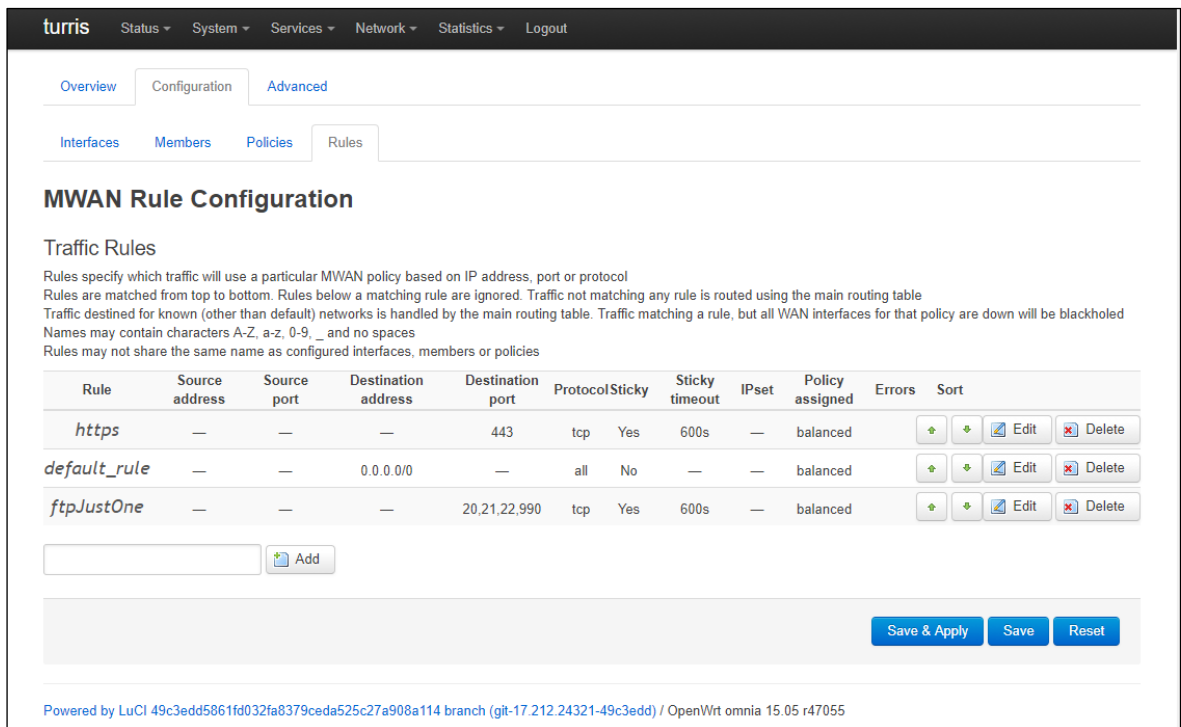 turris Status System Services Network Statistics Logout
Overview Configuration Advanced
Interfaces Members Policies Rules
MWAN Rule Configuration
Traffic Rules
Rules specify which traffic will use a particular MWAN policy based on IP address, port or protocol
Rules are matched from top to bottom. Rules below a matching rule are ignored. Traffic not matching any rule is routed using the main routing table
Traffic destined for known (other than default) networks is handled by the main routing table. Traffic matching a rule, but all WAN interfaces for that policy are down will be blackholed
Names may contain characters A-Z, a-z, 0-9, _ and no spaces
Rules may not share the same name as configured interfaces, members or policies
Rule Source address Source port Destination address Destination port Protocol Sticky Sticky timeout IPset Policy assigned Errors Sort
https — — — 443 tcp Yes 600s — balanced Edit Delete
default_rule — — 0.0.0.0/0 — all No — — balanced Edit Delete
ftpJustOne — — — 20,21,22,990 tcp Yes 600s — balanced Edit Delete
Add
Save & Apply Save Reset
Powered by LuCI 49c3edd5861fd032fa8379ceda525c27a908a114 branch (git-17.212.24321-49c3edd) / OpenWrt omnia 15.05 r47055